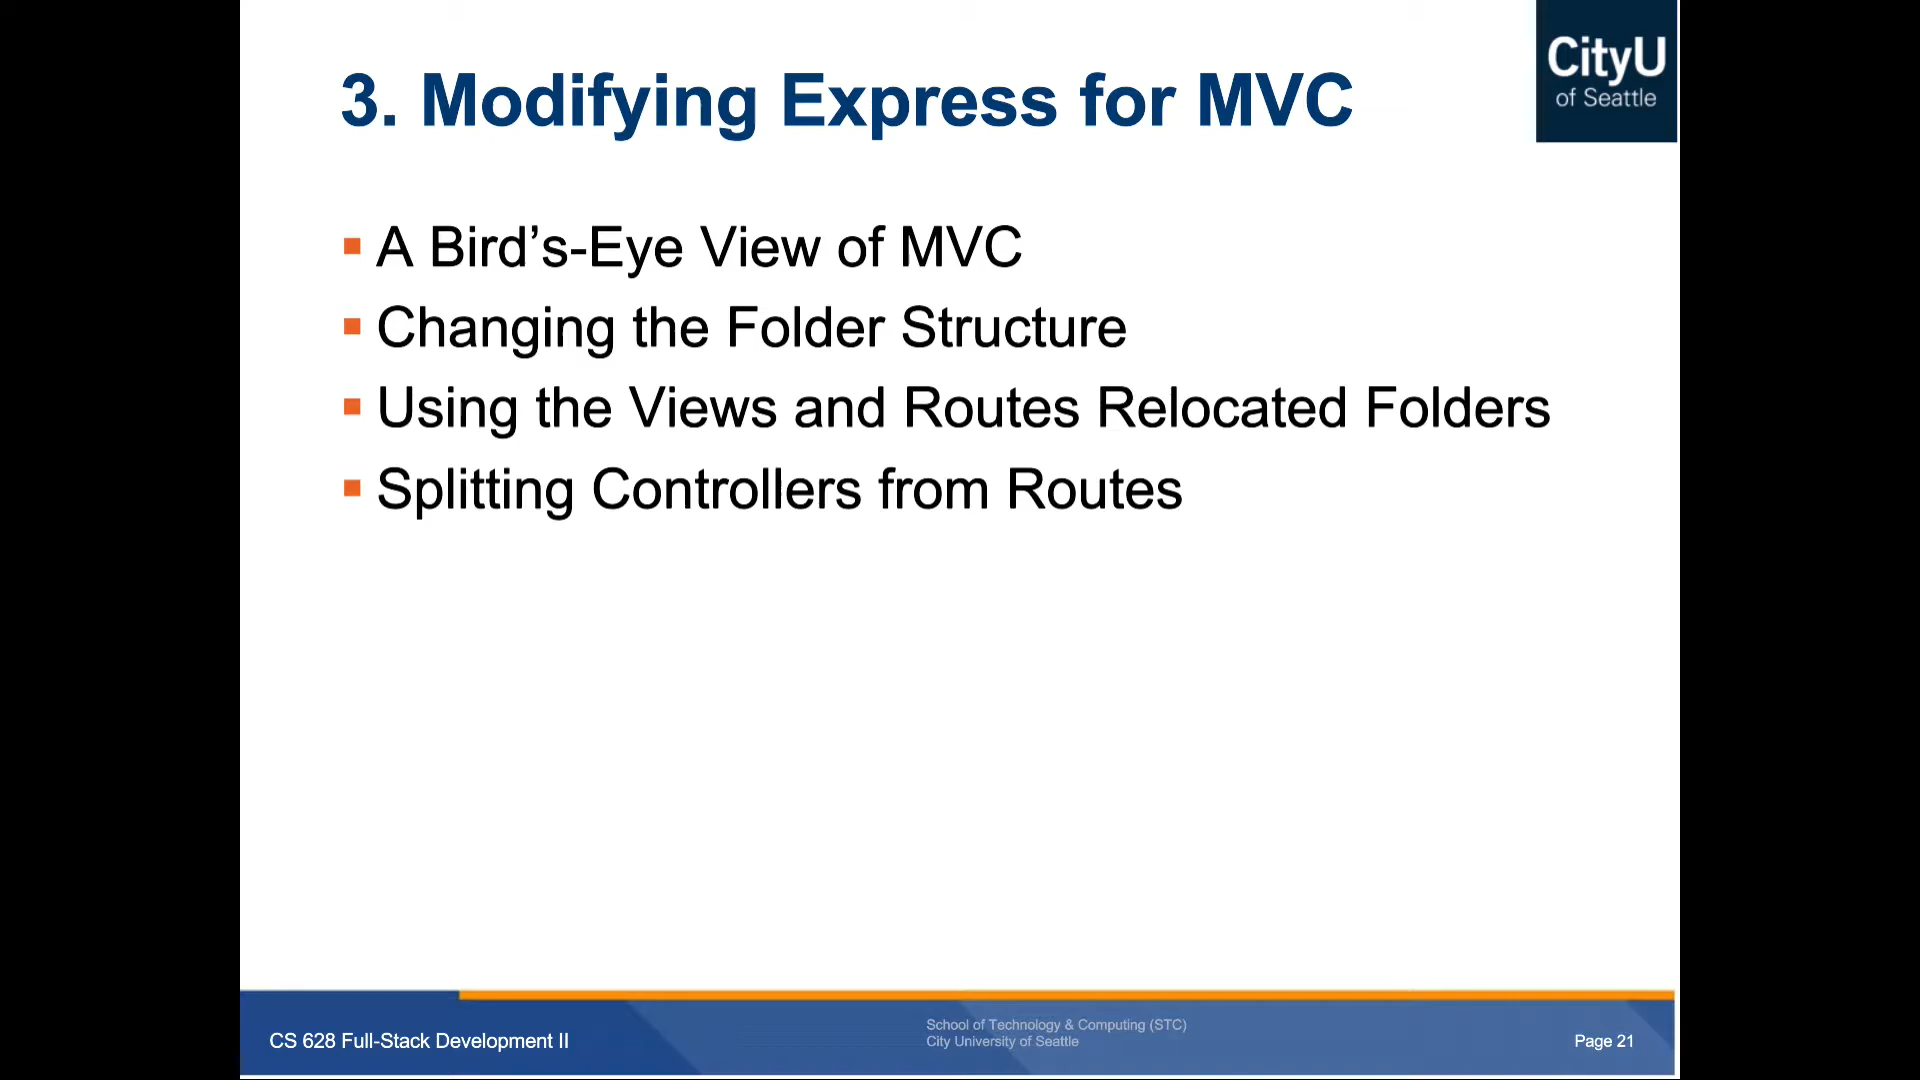 3. Modifying Express for MVC
CityU
of Seattle
A Bird’s-Eye View of MVC
Changing the Folder Structure
Using the Views and Routes Relocated Folders
Splitting Controllers from Routes
CS 628 Full-Stack Development II
School of Technology & Computing (STC)
City University of Seattle
Page 21